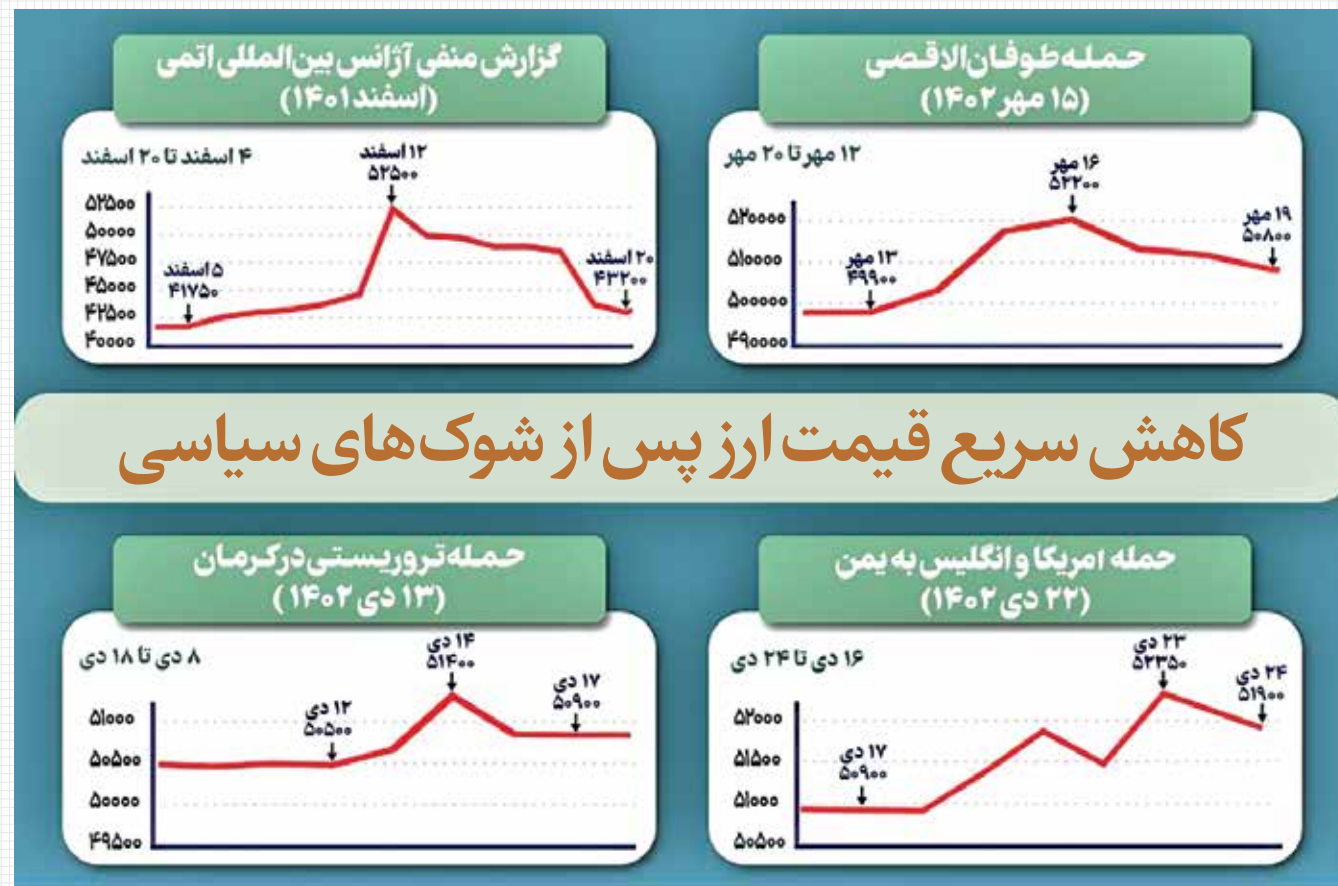 حمله طوفان‌الاقصی
(۱۵ مهر ۱۴۰۲)
۱۲ مهر تا ۲۰ مهر
۱۶ مهر
۵۲۲۰۰
۱۹ مهر
۵۰۸۰۰
۱۳ مهر
۴۹۹۰۰
۵۲۰۰۰۰
۵۱۰۰۰۰
۵۰۰۰۰۰
۴۹۰۰۰۰
گزارش منفی آژانس بین‌المللی اتمی
(اسفند ۱۴۰۱)
۴ اسفند تا ۲۰ اسفند
۱۲ اسفند
۵۲۵۰۰
۲۰ اسفند
۴۳۲۰۰
۵ اسفند
۴۱۷۵۰
۵۲۵۰۰
۵۰۰۰۰
۴۷۵۰۰
۴۵۰۰۰
۴۲۵۰۰
۴۰۰۰۰
کاهش سریع قیمت ارز پس از شوک‌های سیاسی
حمله امریکا و انگلیس به یمن
(۲۲ دی ۱۴۰۲)
۱۶ دی تا ۲۴ دی
۲۳ دی
۵۲۳۵۰
۲۴ دی
۵۱۹۰۰
۱۷ دی
۵۰۹۰۰
۵۲۰۰۰
۵۱۵۰۰
۵۱۰۰۰
۵۰۵۰۰
حمله تروریستی در کرمان
(۱۳ دی ۱۴۰۲)
۸ دی تا ۱۸ دی
۱۴ دی
۵۱۴۰۰
۱۷ دی
۵۰۹۰۰
۱۲ دی
۵۰۵۰۰
۵۱۰۰۰
۵۰۵۰۰
۵۰۰۰۰
۴۹۵۰۰